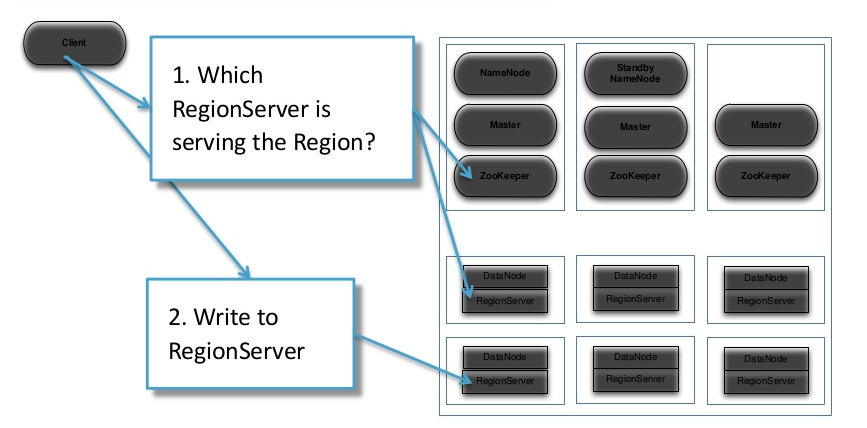 Client
1. Which
RegionServer is
serving the Region?
2. Write to
RegionServer
NameNode
Master
ZooKeeper
Standby
NameNode
Master
ZooKeeper
Master
ZooKeeper
DataNode
RegionServer
DataNode
RegionServer
DataNode
RegionServer
DataNode
RegionServer
DataNode
RegionServer
DataNode
RegionServer